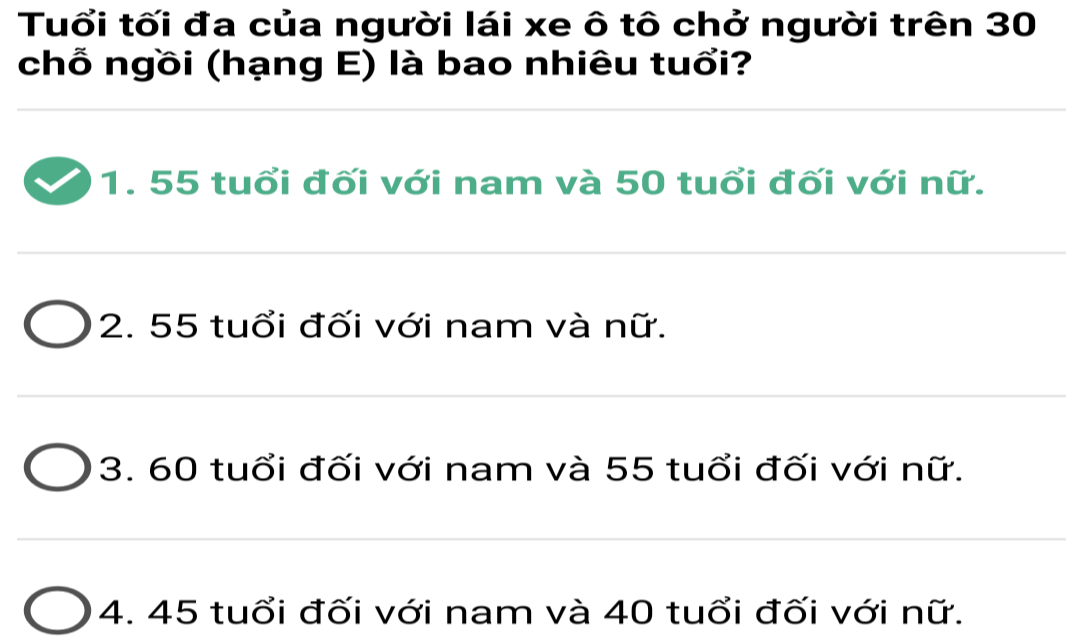 Tuổi tối đa của người lái xe ô tô chở người trên 30
chỗ ngồi (hạng E) là bao nhiêu tuổi?
1. 55 tuổi đối với nam và 50 tuổi đối với nữ.
2. 55 tuổi đối với nam và nữ.
3. 60 tuổi đối với nam và 55 tuổi đối với nữ.
4. 45 tuổi đối với nam và 40 tuổi đối với nữ.